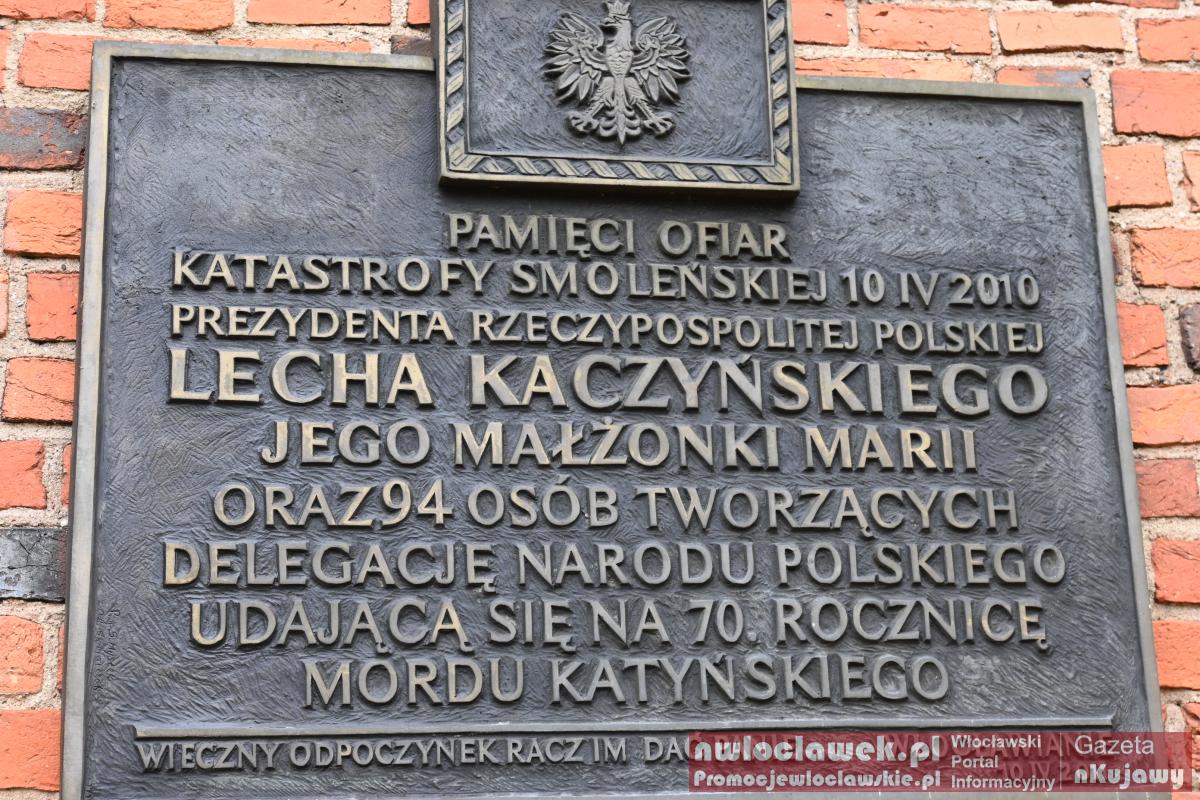 PAMIĘCI OFIAR
KATASTROFY SMOLEŃSKIEJ 10 IV 2010
PREZYDENTA RZECZYPOSPOLITEJ POLSKIEJ
LECHA KACZYŃSKIEGO
JEGO MAŁŻONKI MARII
ORAZ 94 OSÓB TWORZĄCYCH
DELEGACJĘ NARODU POLSKIEGO
UDAJĄCĄ SIĘ NA 70. ROCZNICĘ
MORDU KATYŃSKIEGO
WIECZNY ODPOCZYNEK RACZ IM DAĆ
nwloclawek.pl
Promocjewloclawskie.pl
Włocławski
Portal
Informacyjny
Gazeta
nKujawy